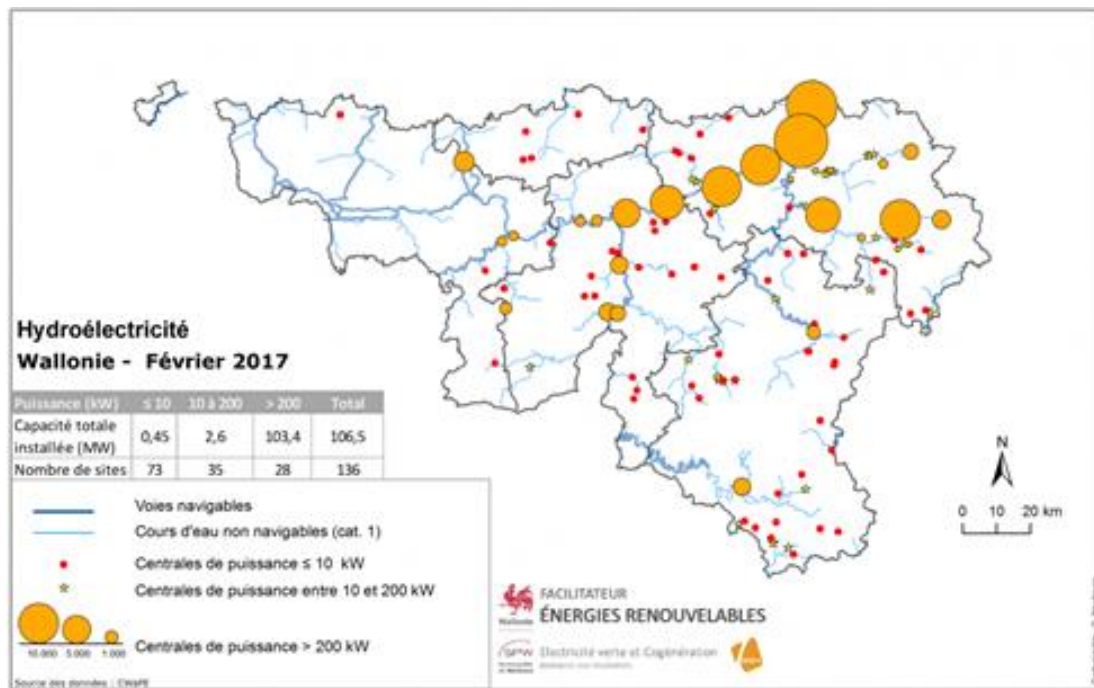 Hydroélectricité
Wallonie - Février 2017
Puissance (kW) ≤ 10 10 à 200 > 200 Total
Capacité totale
installée (MW) 0,45 2,6 103,4 106,5
Nombre de sites 73 35 28 136
Voies navigables
Cours d'eau non navigables (cat. 1)
Centrales de puissance ≤ 10 kW
Centrales de puissance entre 10 et 200 kW
Centrales de puissance > 200 kW
10.000 5.000 1.000
Source des données : CWaPE
N
0 10 20 km
FACILITATEUR
ÉNERGIES RENOUVELABLES
Wallonie
SPW
Electricité verte et Cogénération